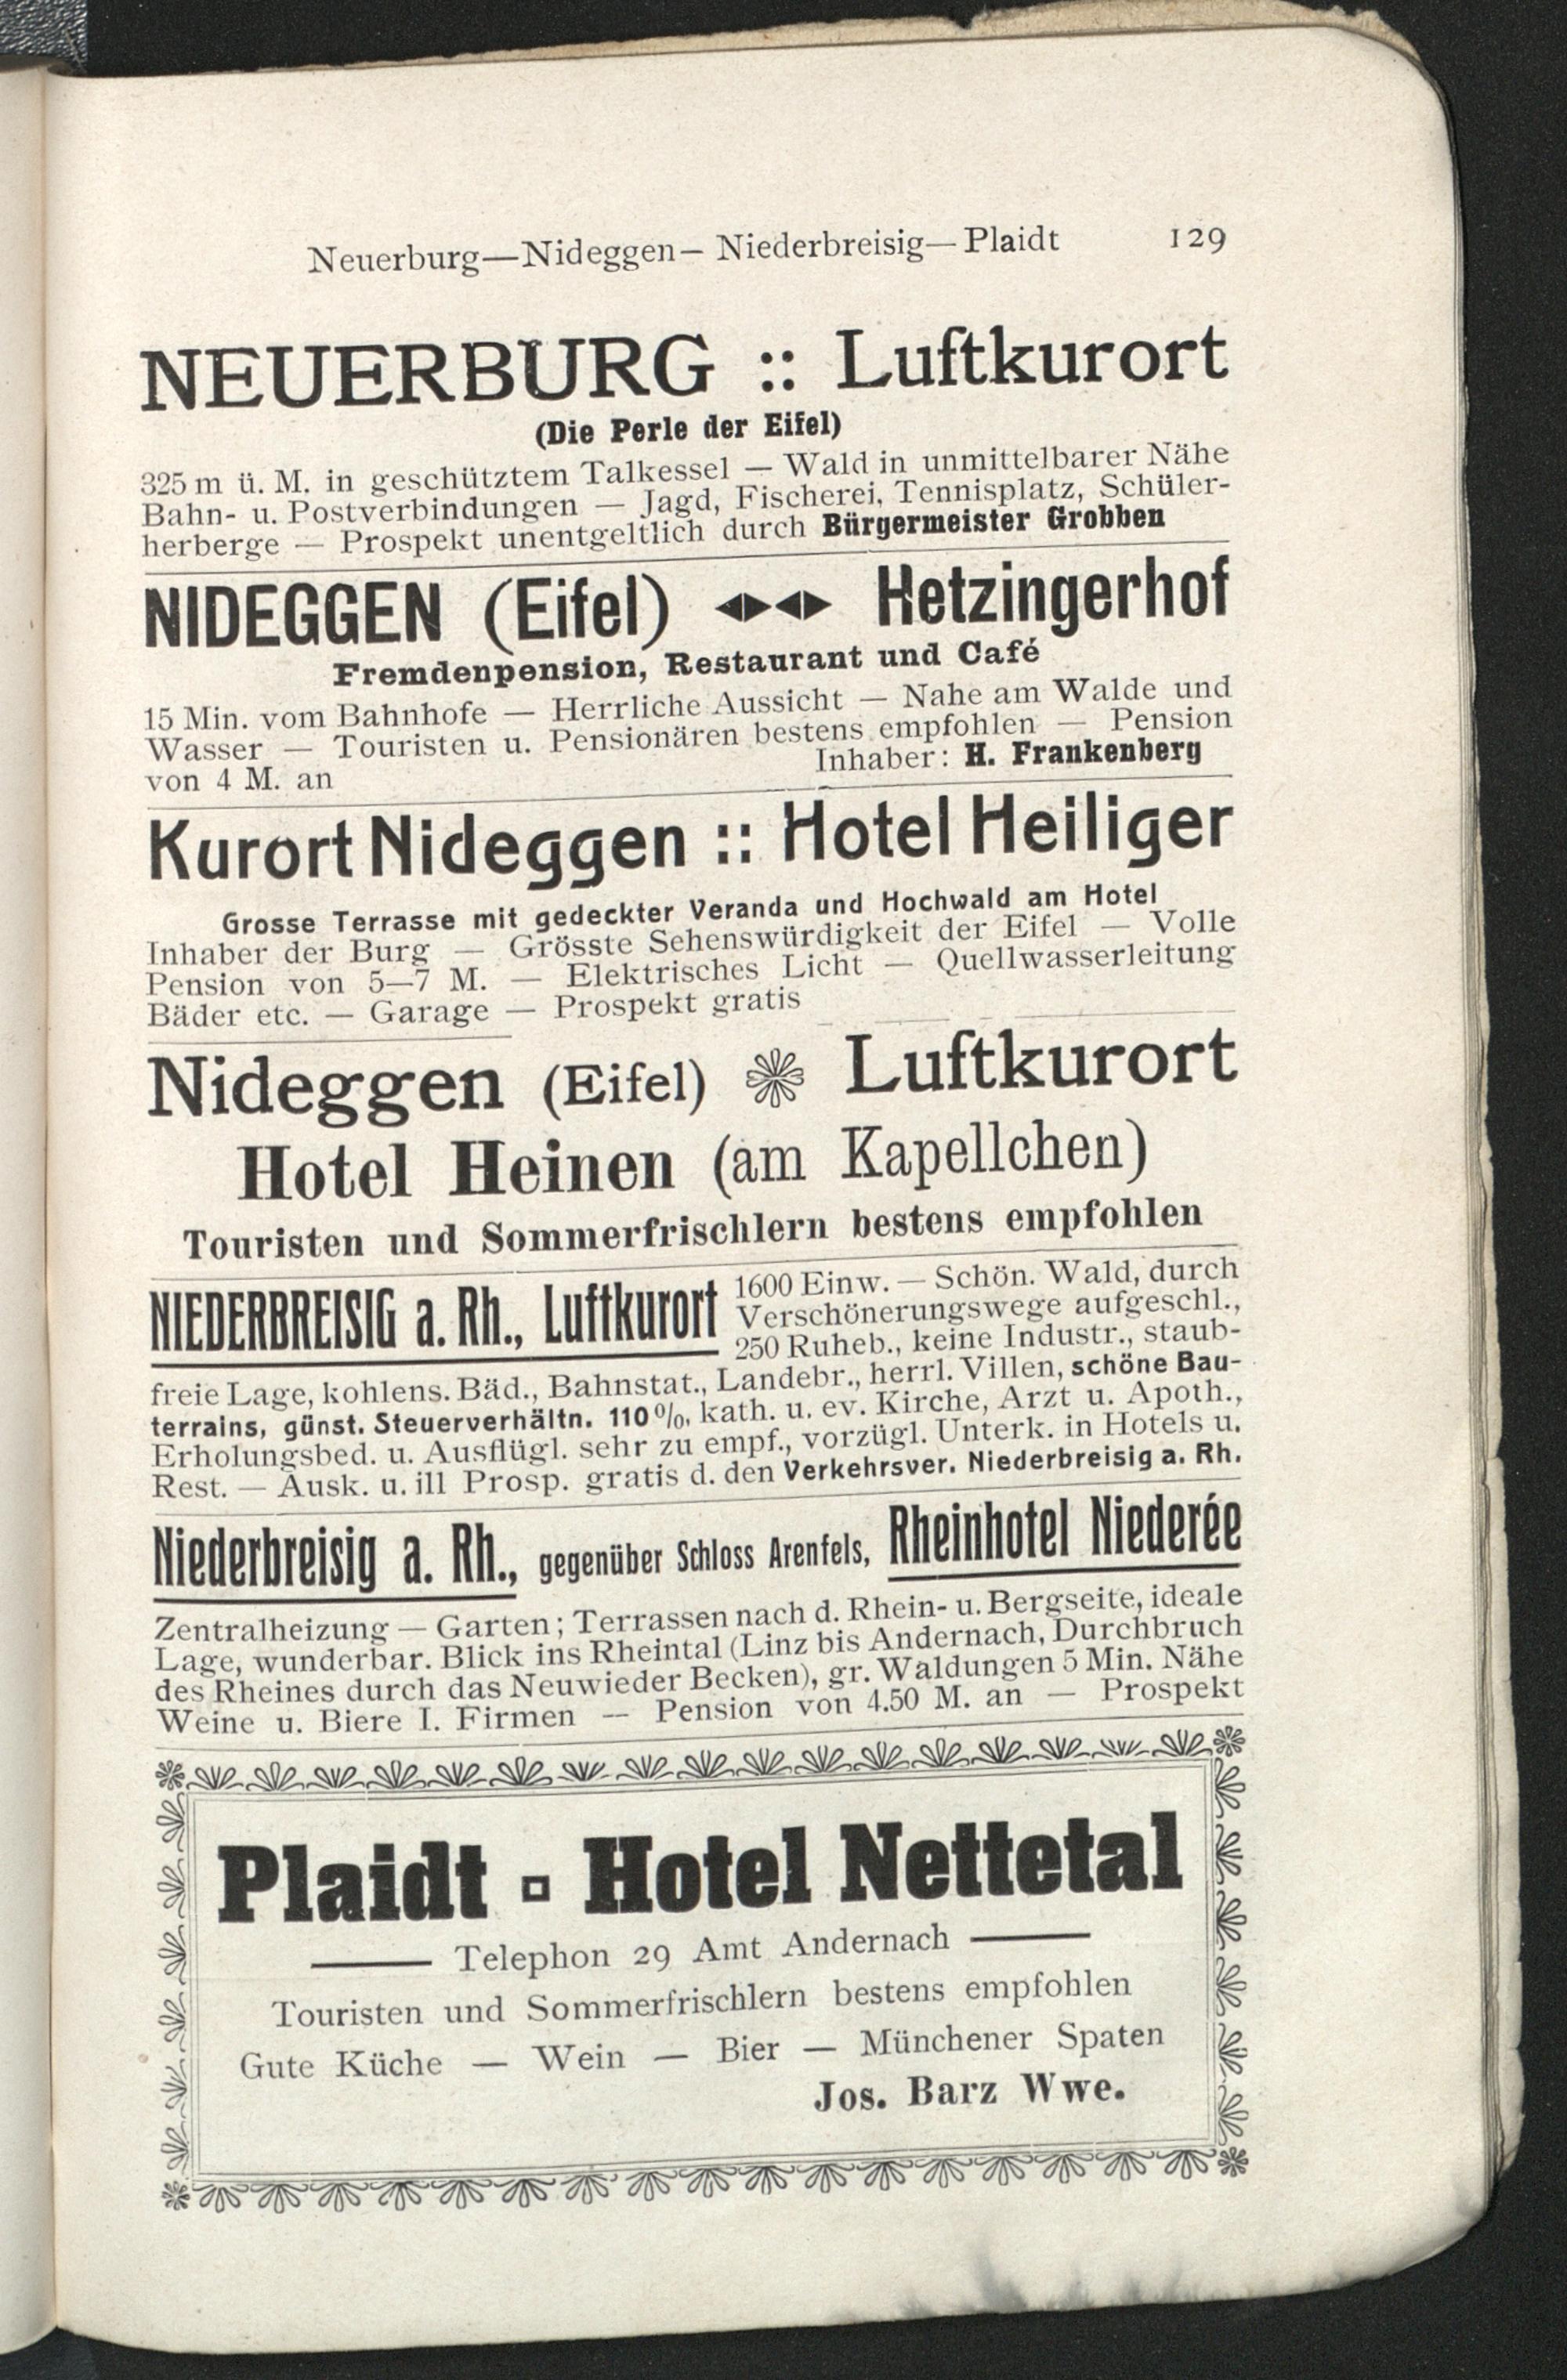 Neuerburg—Nideggen— Niederbreisig—Plaidt 129
NEUERBURG :: Luftkurort
(Die Perle der Eifel)
325 m ü. M. in geschütztem Talkessel — Wald in unmittelbarer Nähe
Bahn- u. Postverbindungen — Jagd, Fischerei, Tennisplatz, Schüler-
herberge — Prospekt unentgeltlich durch Bürgermeister Grobben
NIDEGGEN (Eifel) ◂▸◂▸ Hetzingerhof
Fremdenpension, Restaurant und Café
15 Min. vom Bahnhofe — Herrliche Aussicht — Nahe am Walde und
Wasser — Touristen u. Pensionären bestens empfohlen — Pension
von 4 M. an Inhaber: H. Frankenberg
Kurort Nideggen :: Hotel Heiliger
Grosse Terrasse mit gedeckter Veranda und Hochwald am Hotel
Inhaber der Burg — Grösste Sehenswürdigkeit der Eifel — Volle
Pension von 5—7 M. — Elektrisches Licht — Quellwasserleitung
Bäder etc. — Garage — Prospekt gratis
Nideggen (Eifel) Luftkurort
Hotel Heinen (am Kapellchen)
Touristen und Sommerfrischlern bestens empfohlen
NIEDERBREISIG a. Rh., Luftkurort 1600 Einw. — Schön. Wald, durch
Verschönerungswege aufgeschl.,
250 Ruheb., keine Industr., staub-
freie Lage, kohlens. Bäd., Bahnstat., Landebr., herrl. Villen, schöne Bau-
terrains, günst. Steuerverhältn. 110%, kath. u. ev. Kirche, Arzt u. Apoth.,
Erholungsbed. u. Ausflügl. sehr zu empf., vorzügl. Unterk. in Hotels u.
Rest. — Ausk. u. ill Prosp. gratis d. den Verkehrsver. Niederbreisig a. Rh.
Niederbreisig a. Rh., gegenüber Schloss Arenfels, Rheinhotel Niederée
Zentralheizung — Garten; Terrassen nach d. Rhein- u. Bergseite, ideale
Lage, wunderbar. Blick ins Rheintal (Linz bis Andernach, Durchbruch
des Rheines durch das Neuwieder Becken), gr. Waldungen 5 Min. Nähe
Weine u. Biere I. Firmen — Pension von 4.50 M. an — Prospekt
Plaidt ▫ Hotel Nettetal
Telephon 29 Amt Andernach
Touristen und Sommerfrischlern bestens empfohlen
Gute Küche — Wein — Bier — Münchener Spaten
Jos. Barz Wwe.